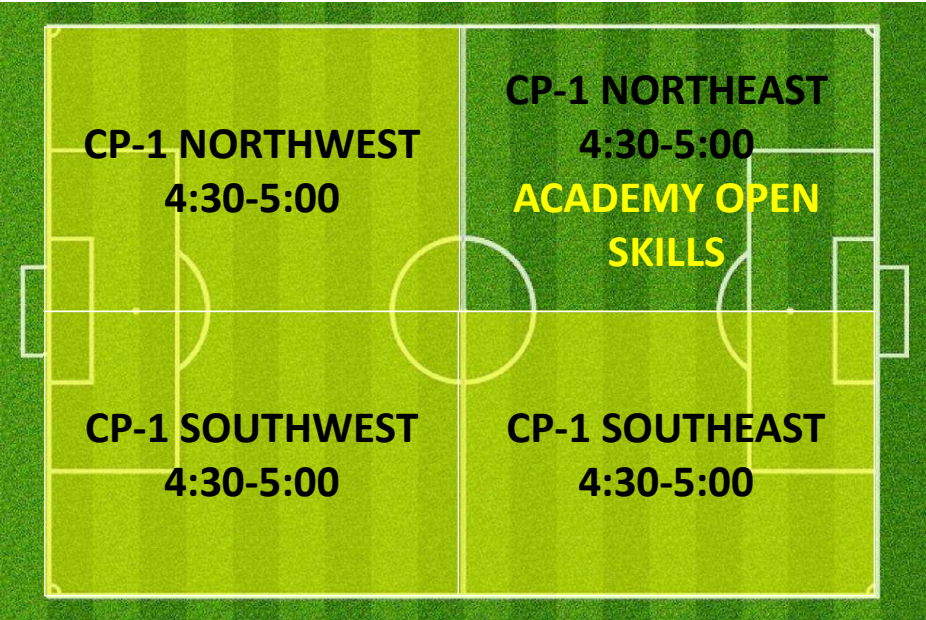 CP-1 NORTHWEST
4:30-5:00
CP-1 NORTHEAST
4:30-5:00
ACADEMY OPEN
SKILLS
CP-1 SOUTHWEST
4:30-5:00
CP-1 SOUTHEAST
4:30-5:00